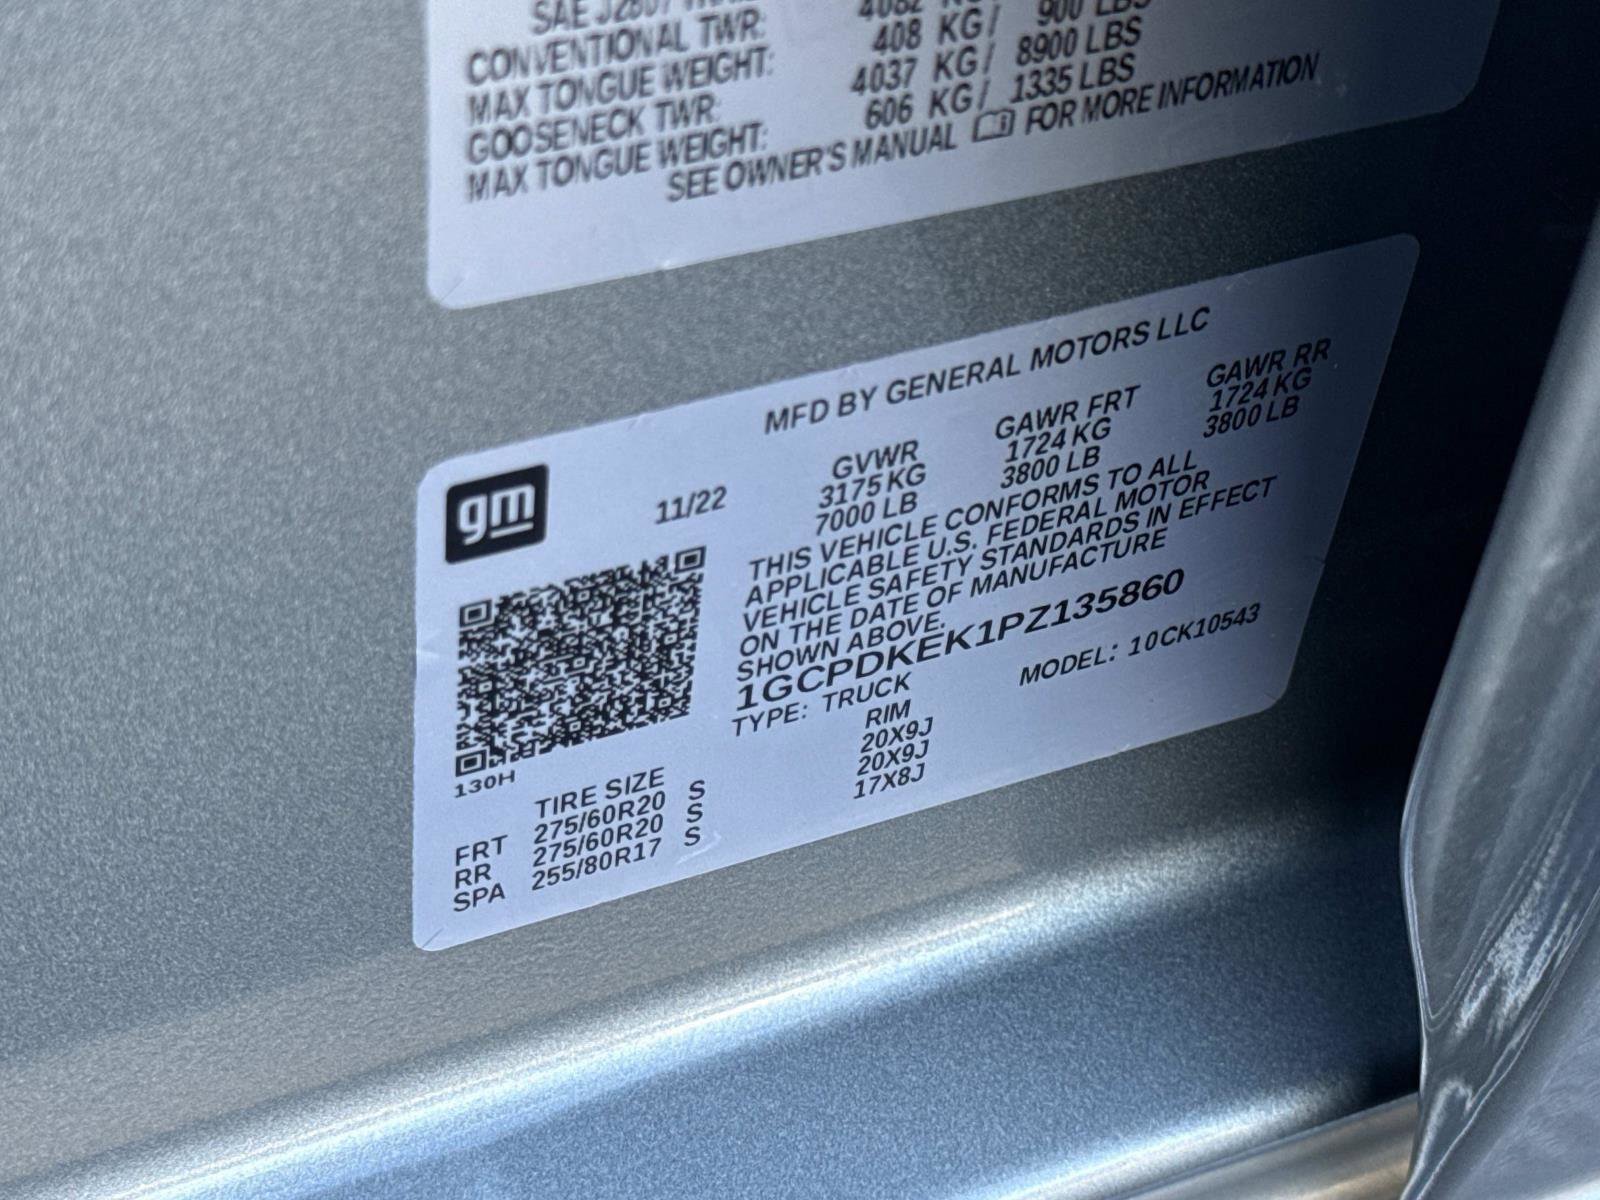 SAE J2807
CONVENTIONAL TWR: 4082 KG/
MAX TONGUE WEIGHT: 408 KG/ 900 LBS
GOOSENECK TWR: 4037 KG/ 8900 LBS
MAX TONGUE WEIGHT: 606 KG/ 1335 LBS
SEE OWNER'S MANUAL FOR MORE INFORMATION
MFD BY GENERAL MOTORS LLC
gm
11/22
GVWR GAWR FRT GAWR RR
3175 KG 1724 KG 1724 KG
7000 LB 3800 LB 3800 LB
THIS VEHICLE CONFORMS TO ALL
APPLICABLE U.S. FEDERAL MOTOR
VEHICLE SAFETY STANDARDS IN EFFECT
ON THE DATE OF MANUFACTURE
SHOWN ABOVE.
1GCPDKEK1PZ135860
TYPE: TRUCK MODEL: 10CK10543
130H
TIRE SIZE RIM
FRT 275/60R20 S 20X9J
RR 275/60R20 S 20X9J
SPA 255/80R17 S 17X8J